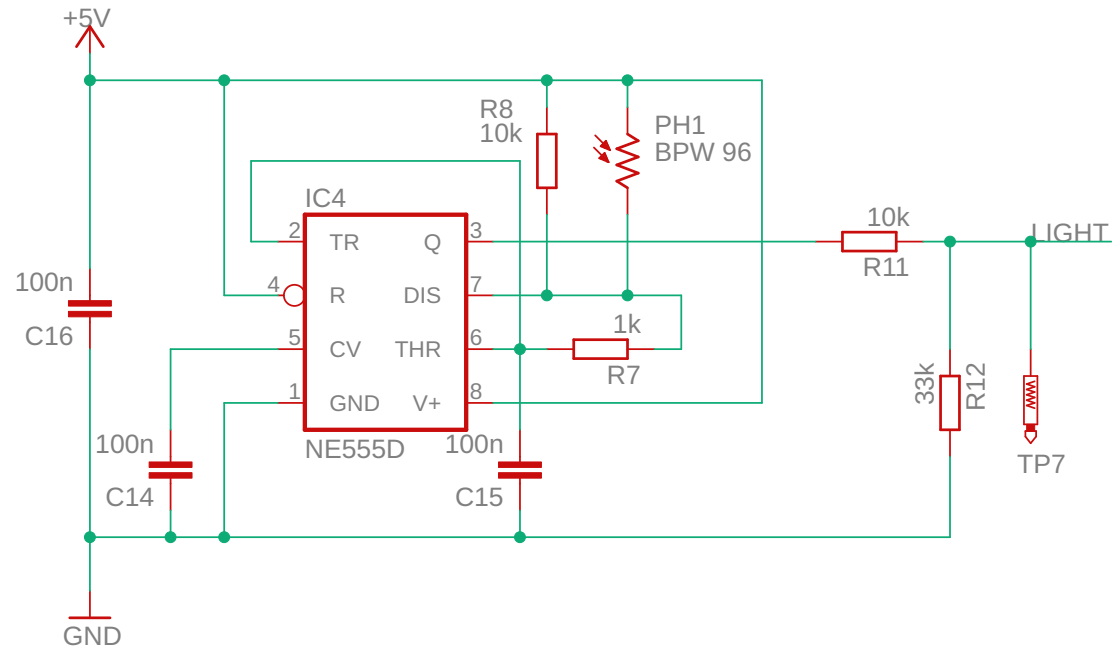 +5V
R8
10k
PH1
BPW 96
IC4
2
TR
Q
3
10k
LIGHT
R11
100n
C16
4
R
DIS
7
5
CV
THR
6
1k
R7
33k
R12
1
GND
V+
8
NE555D
100n
C14
100n
C15
TP7
GND